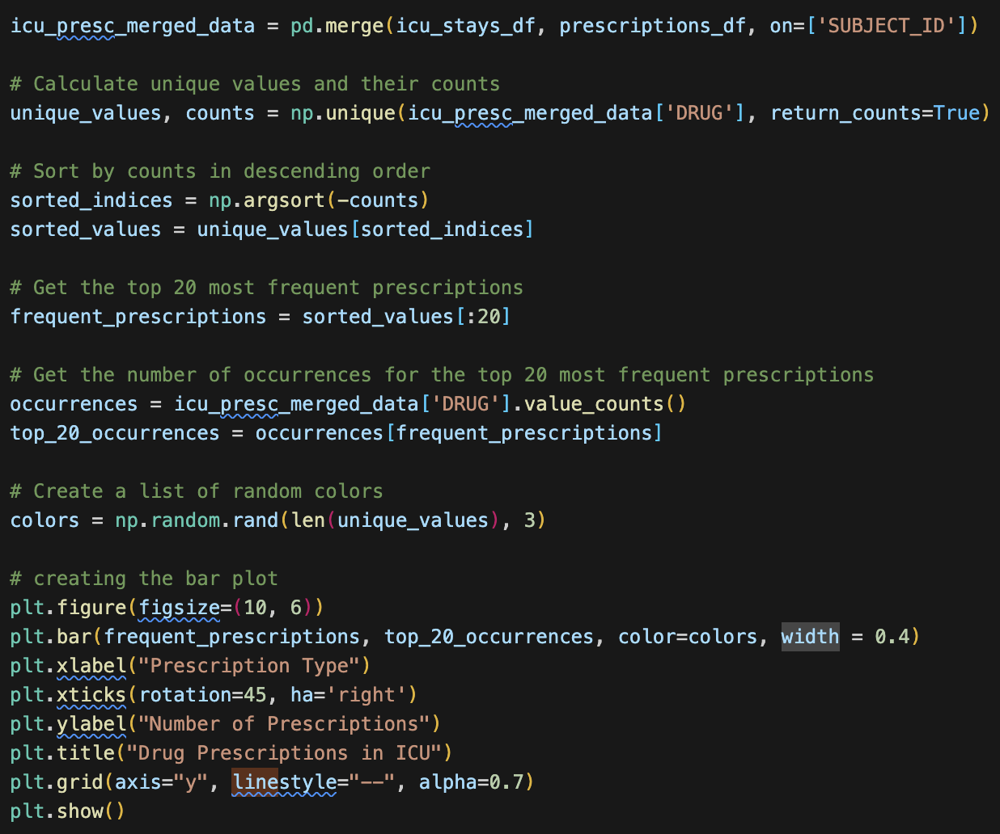 icu_presc_merged_data = pd.merge(icu_stays_df, prescriptions_df, on=['SUBJECT_ID'])
# Calculate unique values and their counts
unique_values, counts = np.unique(icu_presc_merged_data['DRUG'], return_counts=True)
# Sort by counts in descending order
sorted_indices = np.argsort(-counts)
sorted_values = unique_values[sorted_indices]
# Get the top 20 most frequent prescriptions
frequent_prescriptions = sorted_values[:20]
# Get the number of occurrences for the top 20 most frequent prescriptions
occurrences = icu_presc_merged_data['DRUG'].value_counts()
top_20_occurrences = occurrences[frequent_prescriptions]
# Create a list of random colors
colors = np.random.rand(len(unique_values), 3)
# creating the bar plot
plt.figure(figsize=(10, 6))
plt.bar(frequent_prescriptions, top_20_occurrences, color=colors, width = 0.4)
plt.xlabel("Prescription Type")
plt.xticks(rotation=45, ha='right')
plt.ylabel("Number of Prescriptions")
plt.title("Drug Prescriptions in ICU")
plt.grid(axis="y", linestyle="--", alpha=0.7)
plt.show()